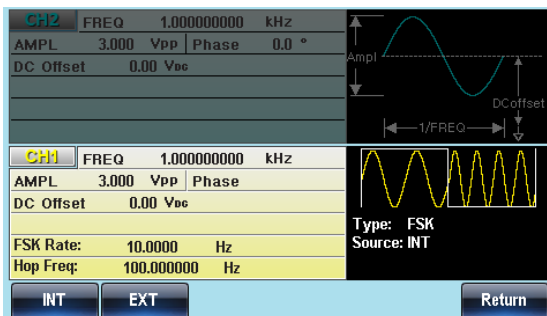 CH2 FREQ 1.000000000 kHz
AMPL 3.000 VPP Phase 0.0 °
DC Offset 0.00 VDC
Ampl
DCoffset
1/FREQ
CH1 FREQ 1.000000000 kHz
AMPL 3.000 VPP Phase
DC Offset 0.00 VDC
Type: FSK
Source: INT
FSK Rate: 10.0000 Hz
Hop Freq: 100.000000 Hz
INT EXT Return